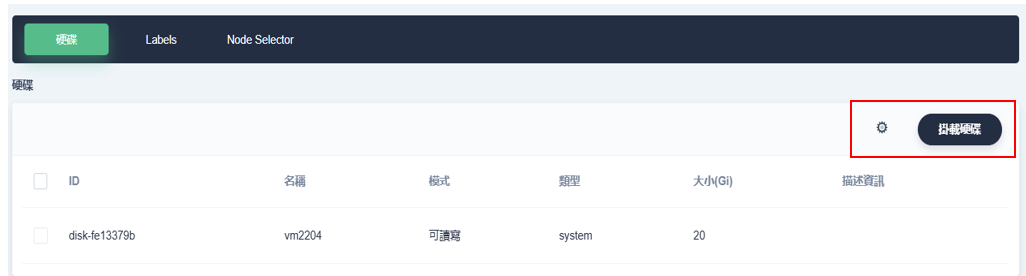 硬碟 Labels Node Selector
硬碟
掛載硬碟
ID 名稱 模式 類型 大小(Gi) 描述資訊
disk-fe13379b vm2204 可讀寫 system 20